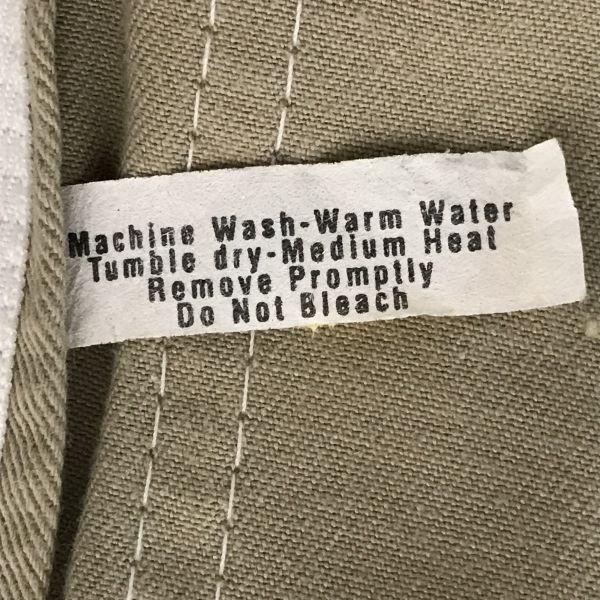 Machine Wash-Warm Water
Tumble dry-Medium Heat
Remove Promptly
Do Not Bleach